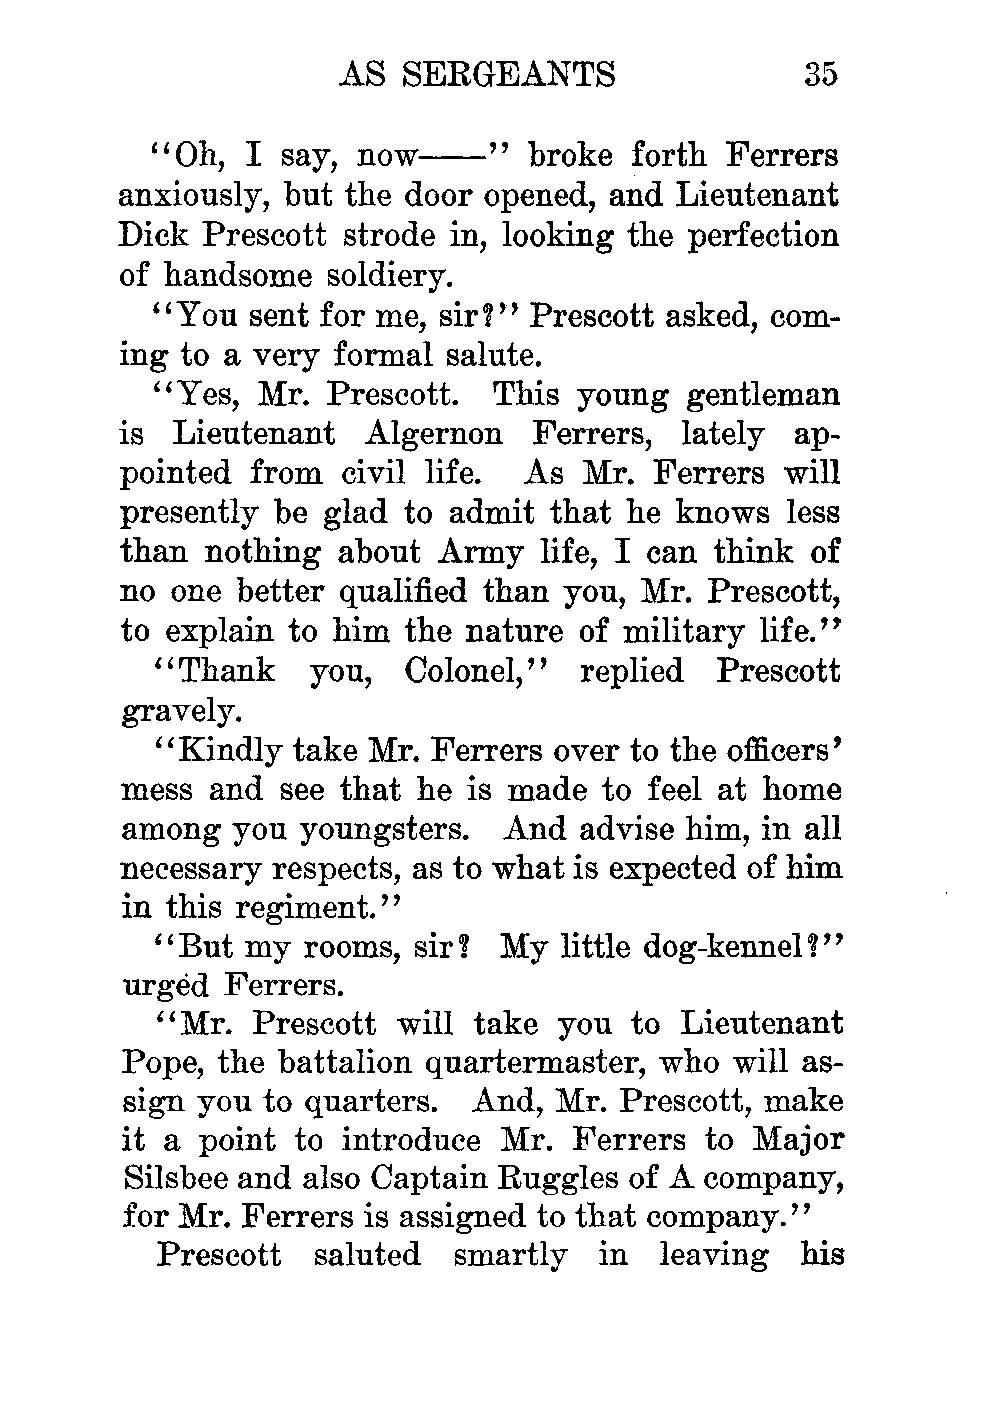 AS SERGEANTS 35
"Oh, I say, now——" broke forth Ferrers
anxiously, but the door opened, and Lieutenant
Dick Prescott strode in, looking the perfection
of handsome soldiery.
"You sent for me, sir?" Prescott asked, com-
ing to a very formal salute.
"Yes, Mr. Prescott. This young gentleman
is Lieutenant Algernon Ferrers, lately ap-
pointed from civil life. As Mr. Ferrers will
presently be glad to admit that he knows less
than nothing about Army life, I can think of
no one better qualified than you, Mr. Prescott,
to explain to him the nature of military life."
"Thank you, Colonel," replied Prescott
gravely.
"Kindly take Mr. Ferrers over to the officers'
mess and see that he is made to feel at home
among you youngsters. And advise him, in all
necessary respects, as to what is expected of him
in this regiment."
"But my rooms, sir? My little dog-kennel?"
urged Ferrers.
"Mr. Prescott will take you to Lieutenant
Pope, the battalion quartermaster, who will as-
sign you to quarters. And, Mr. Prescott, make
it a point to introduce Mr. Ferrers to Major
Silsbee and also Captain Ruggles of A company,
for Mr. Ferrers is assigned to that company."
Prescott saluted smartly in leaving his